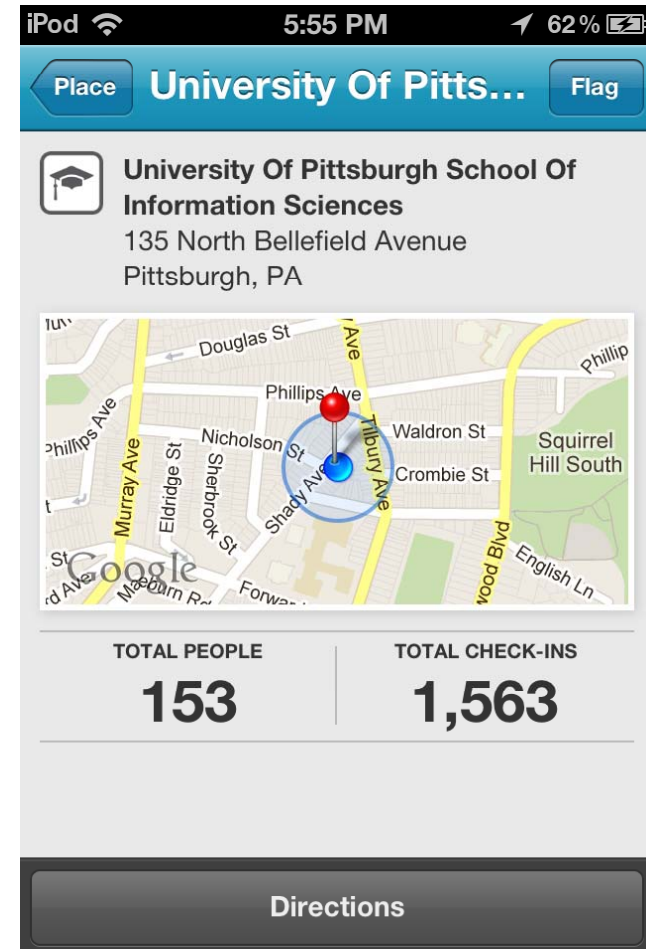 iPod 5:55 PM 62%
Place University Of Pitts... Flag
University Of Pittsburgh School Of
Information Sciences
135 North Bellefield Avenue
Pittsburgh, PA
Douglas St
Ave
Phillip
Phillips Ave
Phillips Ave
Nicholson St
Waldron St
Squirrel
Hill South
Murray Ave
Eldridge St
Sherbrook St
Shady Ave
Tilbury Ave
Crombie St
St
Google
English Ln
TOTAL PEOPLE TOTAL CHECK-INS
153 1,563
Directions